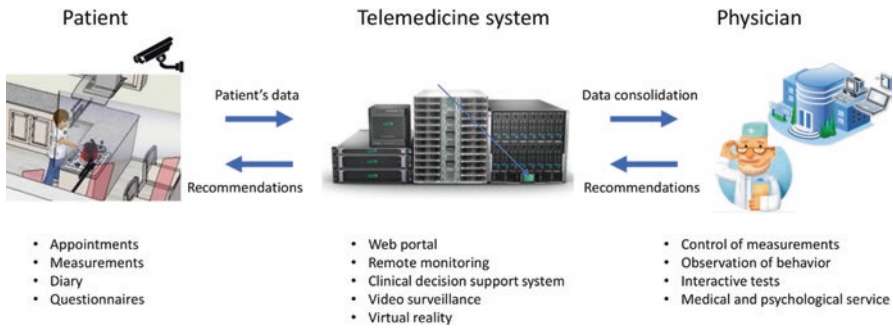 Patient
Telemedicine system
Physician
Patient's data
Data consolidation
Recommendations
Recommendations
• Appointments
• Measurements
• Diary
• Questionnaires
• Web portal
• Remote monitoring
• Clinical decision support system
• Video surveillance
• Virtual reality
• Control of measurements
• Observation of behavior
• Interactive tests
• Medical and psychological service